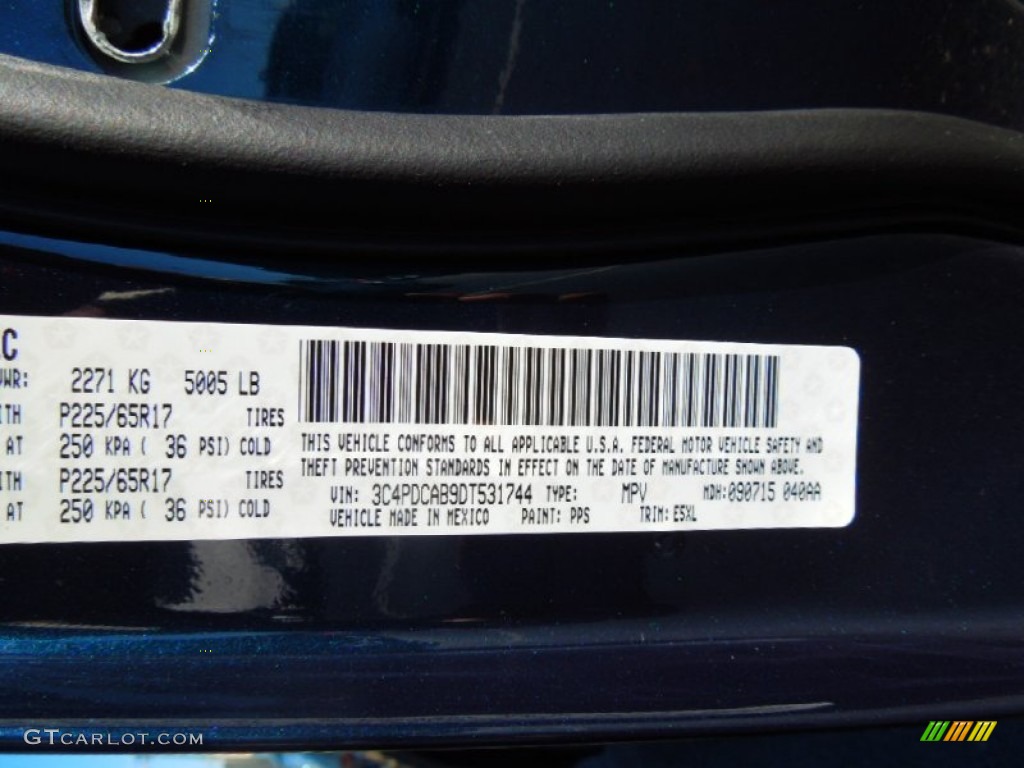 C
2271 KG 5005 LB
P225/65R17 TIRES
AT 250 KPA ( 36 PSI) COLD
P225/65R17 TIRES
AT 250 KPA ( 36 PSI) COLD
THIS VEHICLE CONFORMS TO ALL APPLICABLE U.S.A. FEDERAL MOTOR VEHICLE SAFETY AND
THEFT PREVENTION STANDARDS IN EFFECT ON THE DATE OF MANUFACTURE SHOWN ABOVE.
VIN: 3C4PDCAB9DT531744 TYPE: MPV MDH:090715 040AA
VEHICLE MADE IN MEXICO PAINT: PPS TRIM: E5XL
GTCARLOT.COM